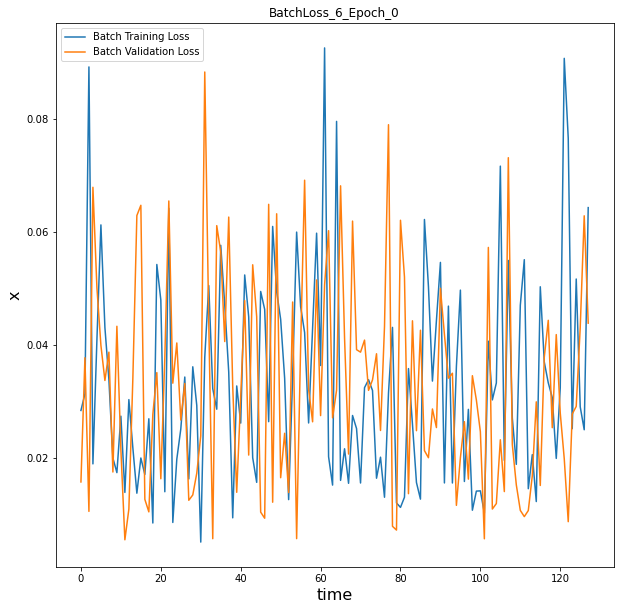 BatchLoss_6_Epoch_0
Batch Training Loss
Batch Validation Loss
0.08
0.06
0.04
0.02
x
0 20 40 60 80 100 120
time